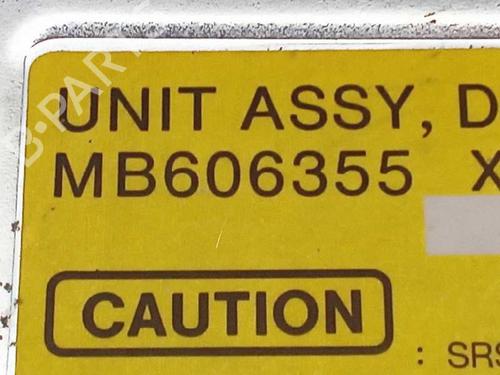 UNIT ASSY, D
MB606355 X
CAUTION
: SRS